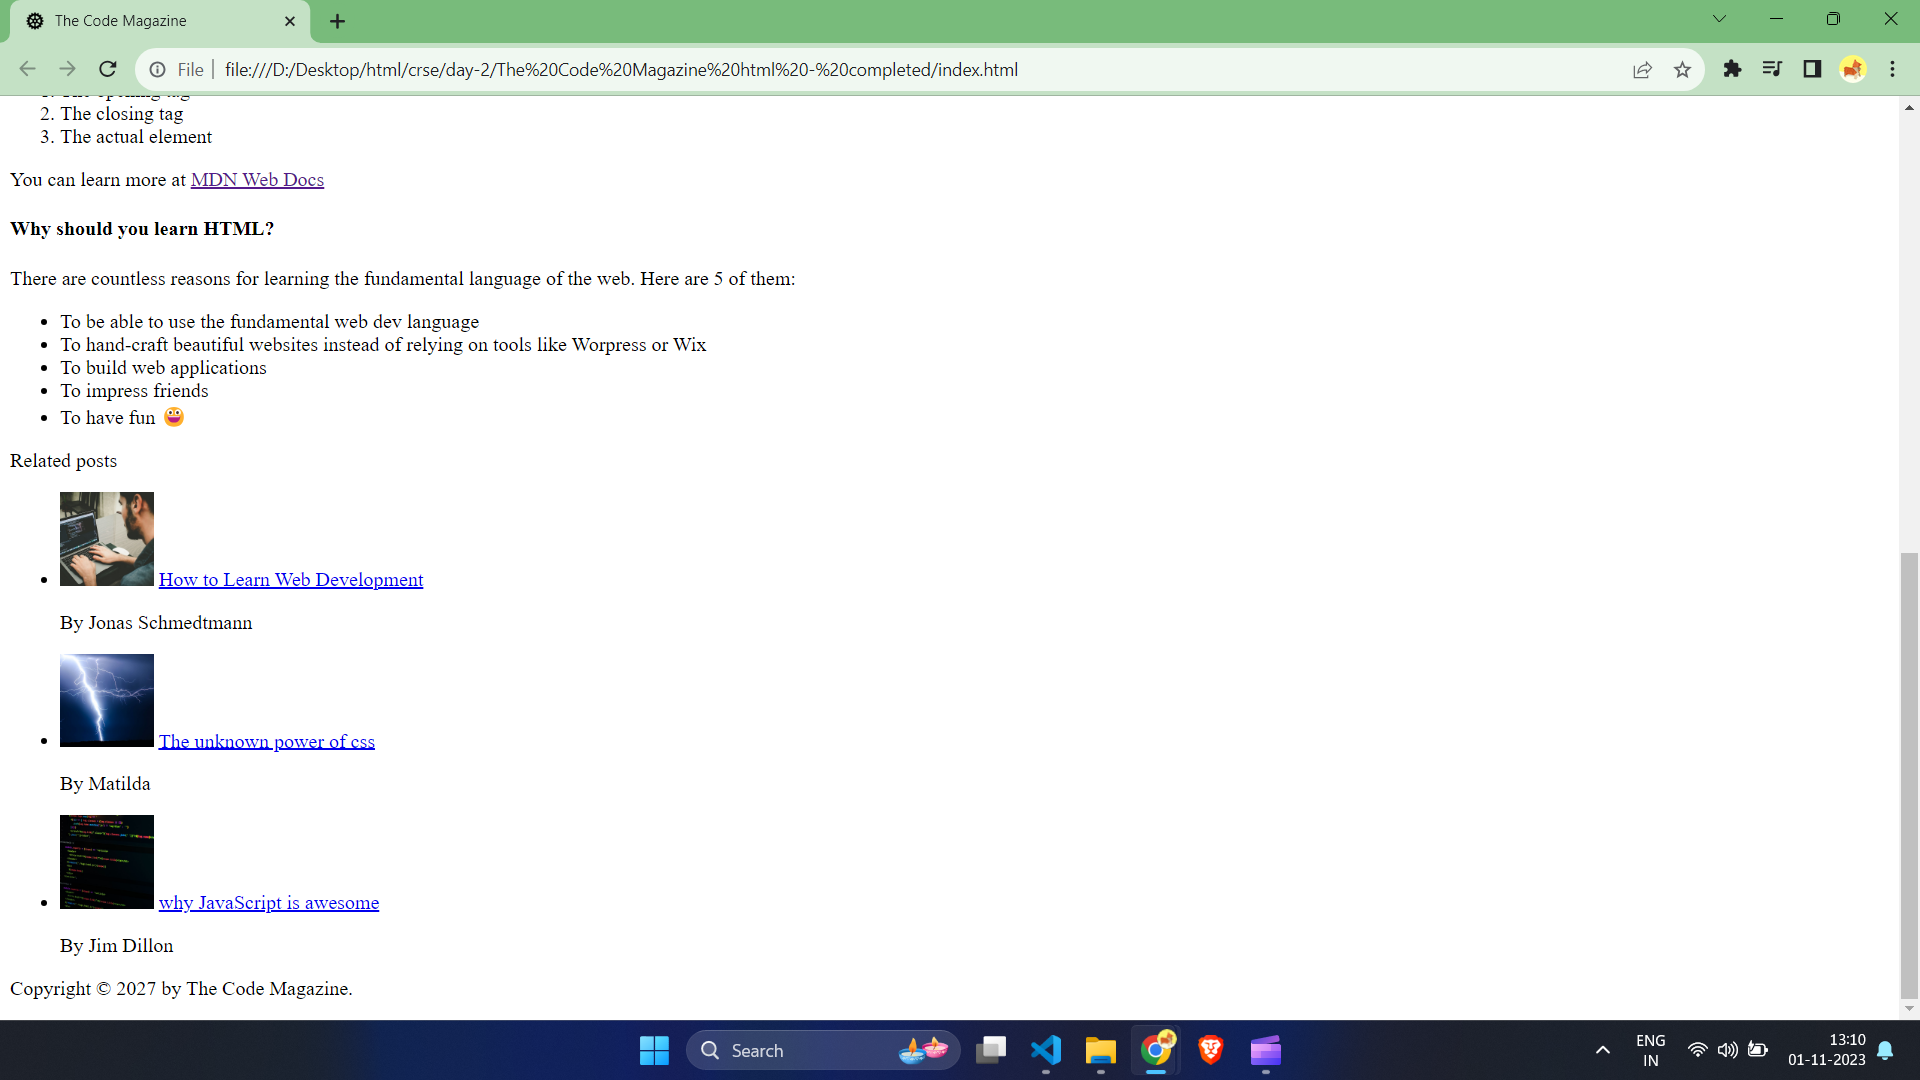 The Code Magazine
File
file:///D:/Desktop/html/crse/day-2/The%20Code%20Magazine%20html%20-%20completed/index.html
1. The opening tag
2. The closing tag
3. The actual element
You can learn more at MDN Web Docs
Why should you learn HTML?
There are countless reasons for learning the fundamental language of the web. Here are 5 of them:
• To be able to use the fundamental web dev language
• To hand-craft beautiful websites instead of relying on tools like Worpress or Wix
• To build web applications
• To impress friends
• To have fun 😀
Related posts
• How to Learn Web Development
By Jonas Schmedtmann
• The unknown power of css
By Matilda
• why JavaScript is awesome
By Jim Dillon
Copyright © 2027 by The Code Magazine.
Search
ENG
IN
13:10
01-11-2023